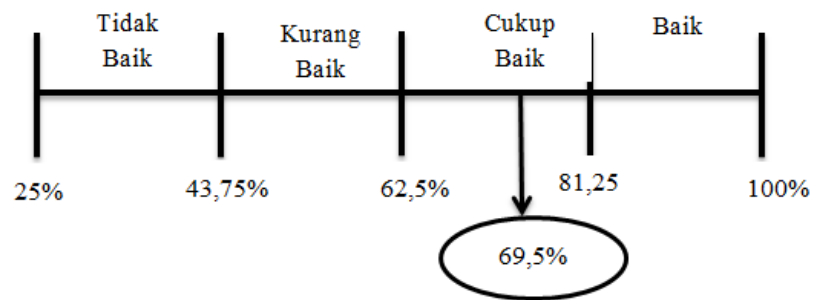 Tidak
Baik
Kurang
Baik
Cukup
Baik
Baik
25%
43,75%
62,5%
81,25
100%
69,5%